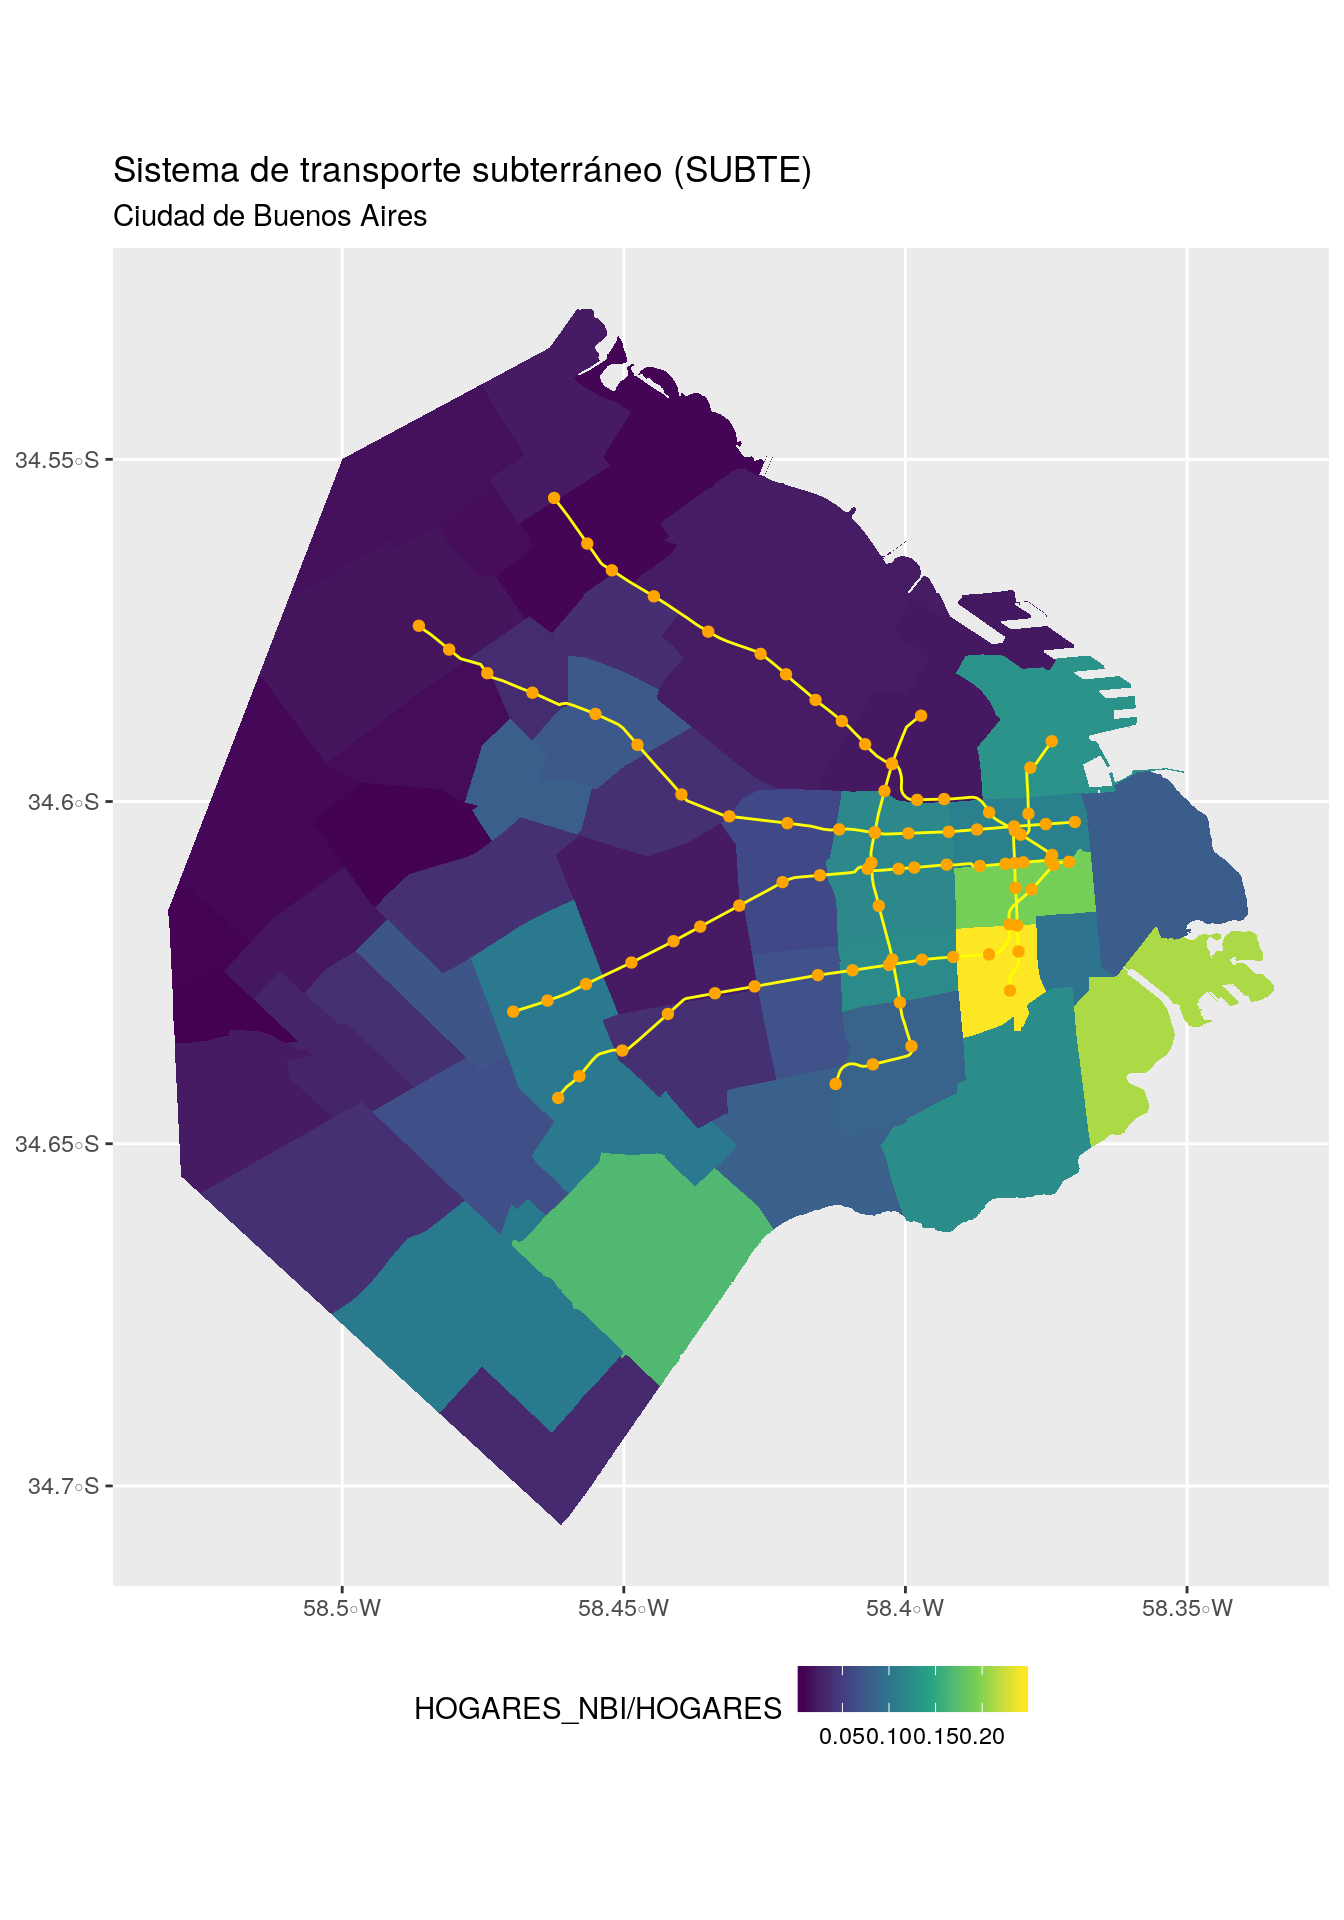 Sistema de transporte subterráneo (SUBTE)
Ciudad de Buenos Aires
34.55◦S
34.6◦S
34.65◦S
34.7◦S
58.5◦W 58.45◦W 58.4◦W 58.35◦W
HOGARES_NBI/HOGARES
0.050.100.150.20